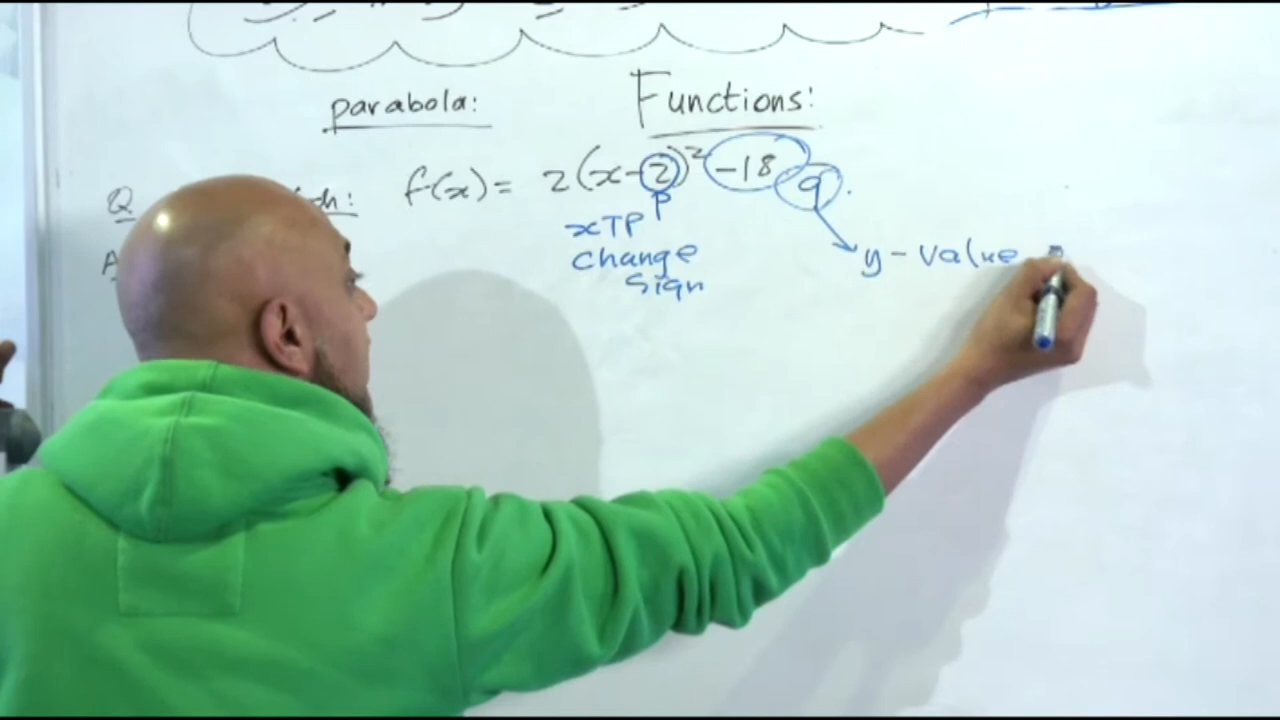 parabola: Functions:
Q f(x) = 2(x-2)² -18 q.
p
xTP
change
sign
y-value